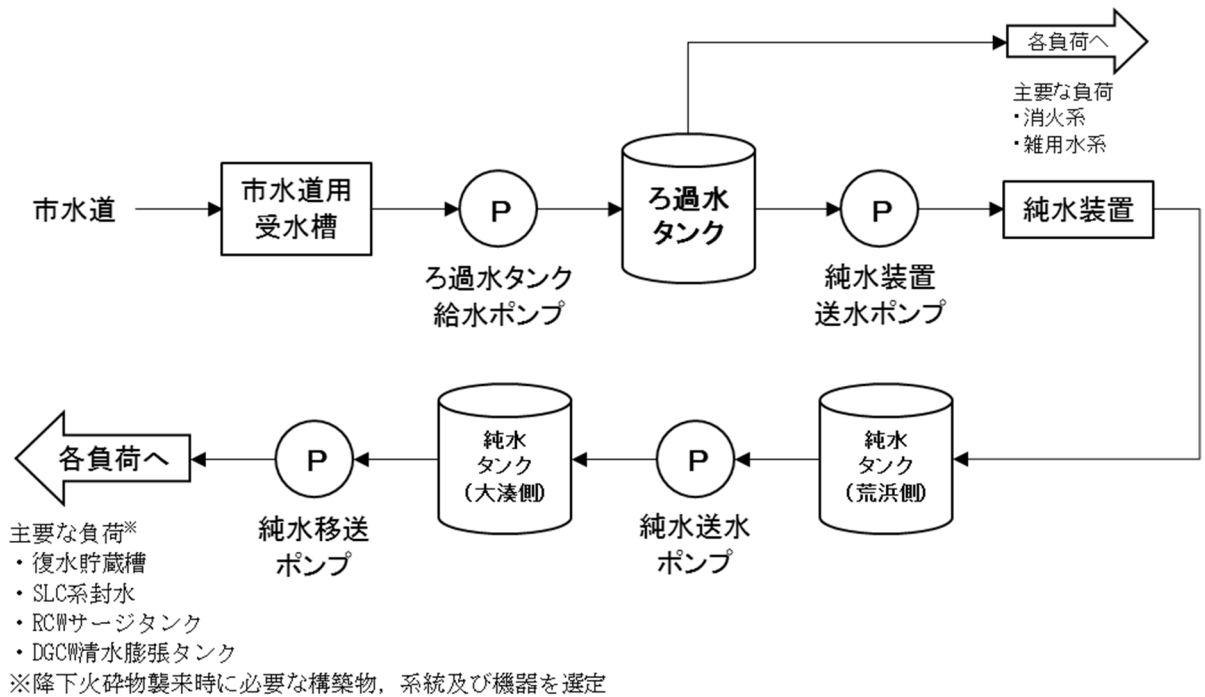 各負荷へ
主要な負荷
・消火系
・雑用水系
市水道
市水道用
受水槽
P
ろ過水タンク
給水ポンプ
ろ過水
タンク
P
純水装置
送水ポンプ
純水装置
各負荷へ
主要な負荷※
・復水貯蔵槽
・SLC系封水
・RCWサージタンク
・DGCW清水膨張タンク
※降下火砕物襲来時に必要な構築物，系統及び機器を選定
P
純水移送
ポンプ
純水
タンク
(大湊側)
P
純水送水
ポンプ
純水
タンク
(荒浜側)